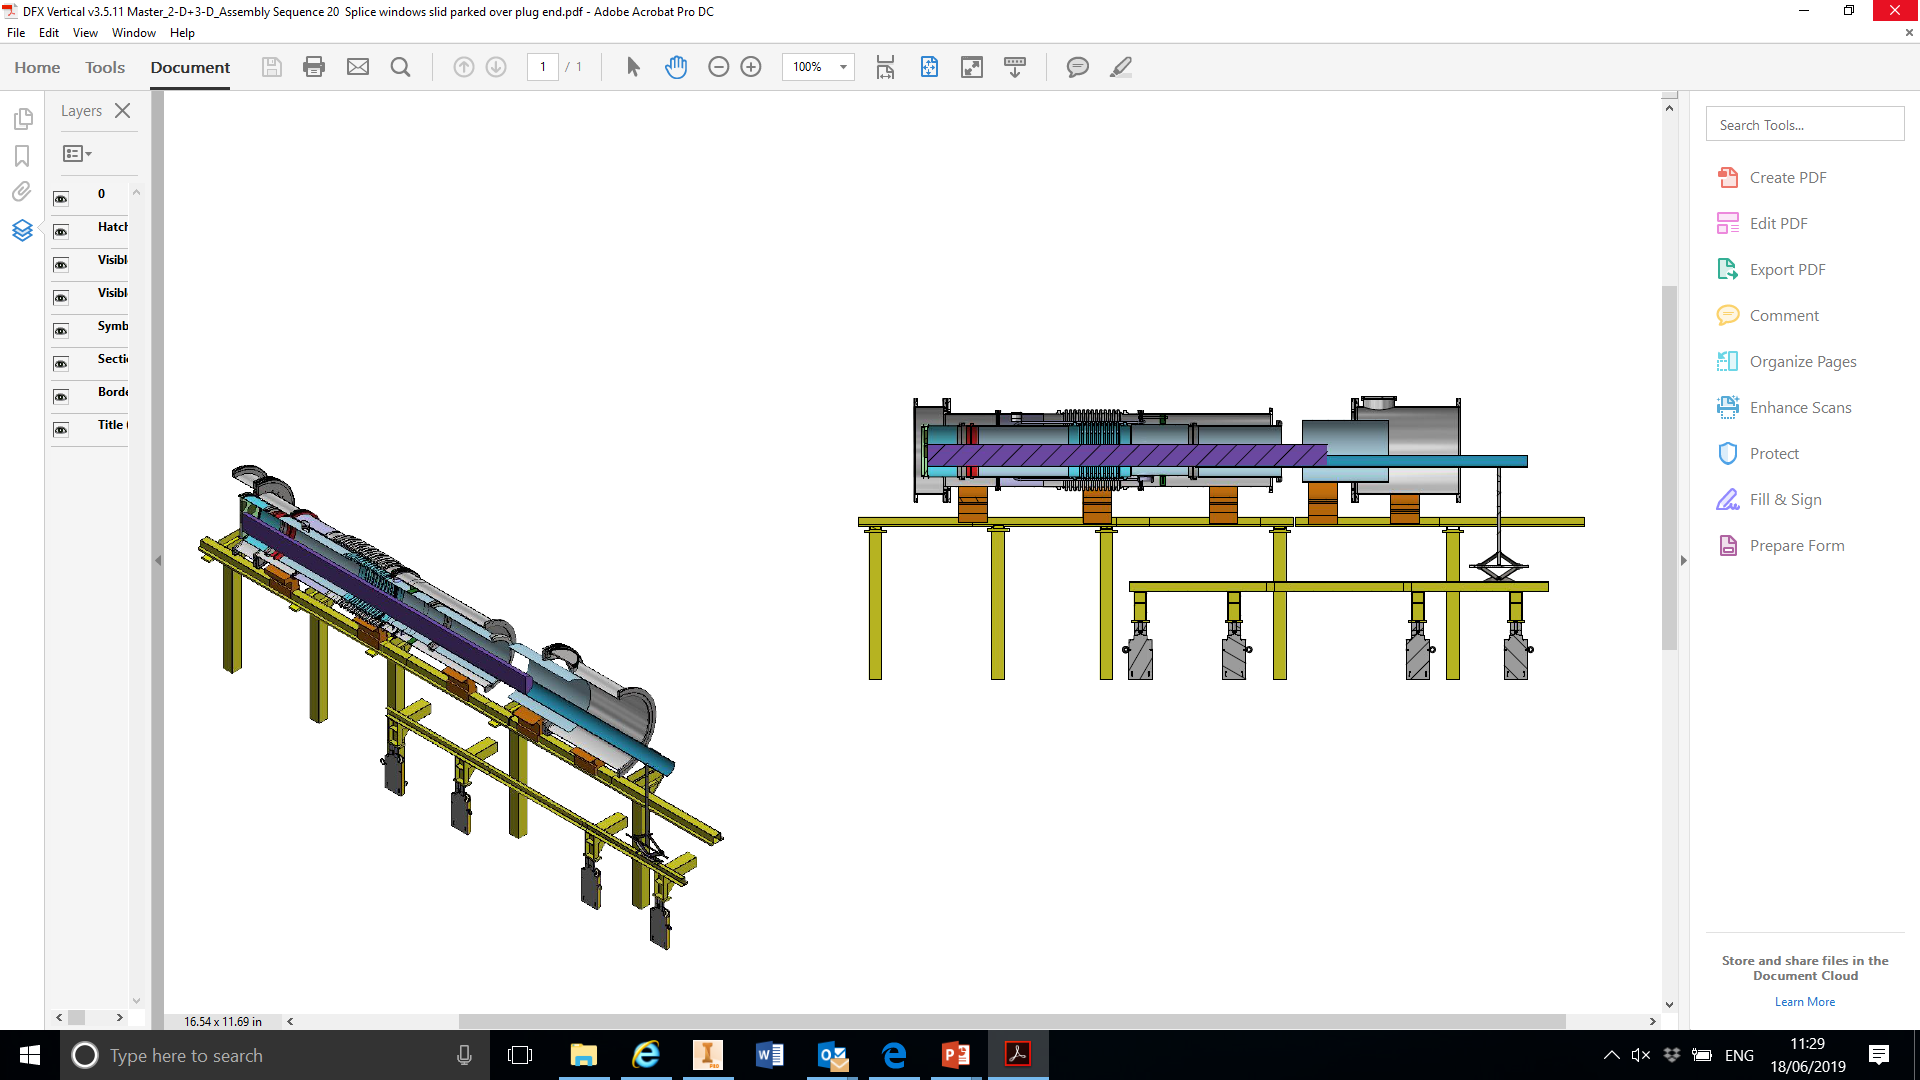 DFX Vertical v3.5.11 Master_2-D+3-D_Assembly Sequence 20  Splice windows slid parked over plug end.pdf - Adobe Acrobat Pro DC
File Edit View Window Help
Home Tools Document 1 / 1 100%
Layers
0
Hatch
Visibl
Visibl
Symb
Sectio
Borde
Title (
Search Tools...
Create PDF
Edit PDF
Export PDF
Comment
Organize Pages
Enhance Scans
Protect
Fill & Sign
Prepare Form
Store and share files in the
Document Cloud
Learn More
16.54 x 11.69 in
Type here to search
ENG
11:29
18/06/2019